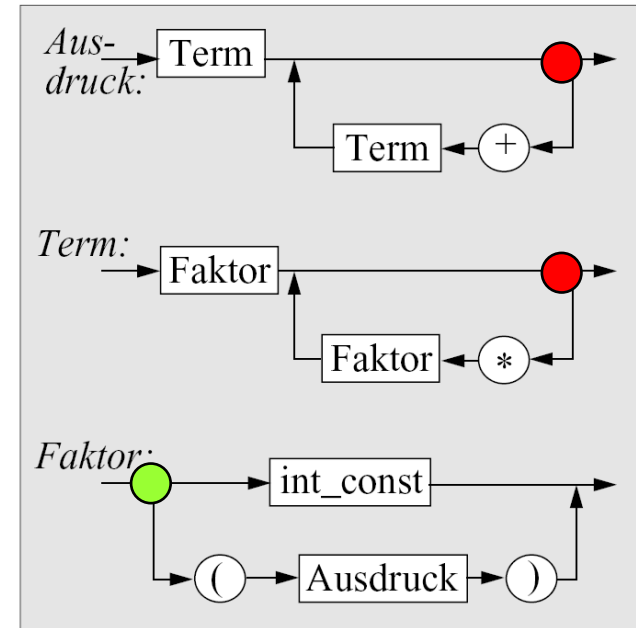 Aus-
druck:
Term
Term
+
Term:
Faktor
Faktor
*
Faktor:
int_const
(
Ausdruck
)